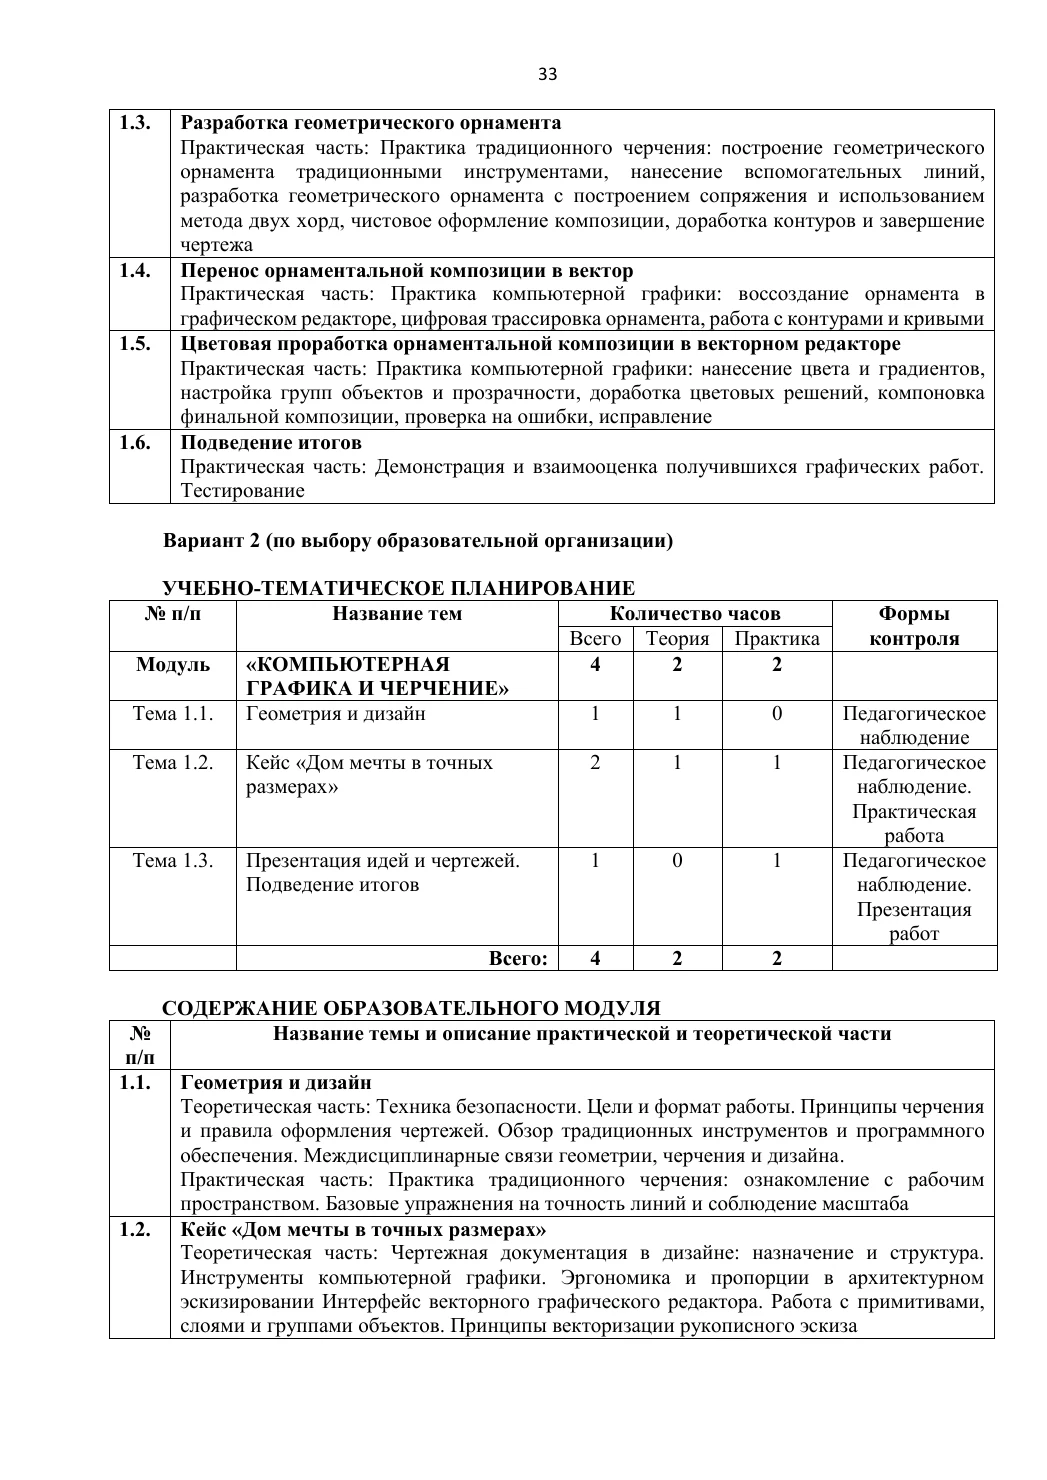 33
1.3. Разработка геометрического орнамента
Практическая часть: Практика традиционного черчения: построение геометрического
орнамента традиционными инструментами, нанесение вспомогательных линий,
разработка геометрического орнамента с построением сопряжения и использованием
метода двух хорд, чистовое оформление композиции, доработка контуров и завершение
чертежа
1.4. Перенос орнаментальной композиции в вектор
Практическая часть: Практика компьютерной графики: воссоздание орнамента в
графическом редакторе, цифровая трассировка орнамента, работа с контурами и кривыми
1.5. Цветовая проработка орнаментальной композиции в векторном редакторе
Практическая часть: Практика компьютерной графики: нанесение цвета и градиентов,
настройка групп объектов и прозрачности, доработка цветовых решений, компоновка
финальной композиции, проверка на ошибки, исправление
1.6. Подведение итогов
Практическая часть: Демонстрация и взаимооценка получившихся графических работ.
Тестирование
Вариант 2 (по выбору образовательной организации)
УЧЕБНО-ТЕМАТИЧЕСКОЕ ПЛАНИРОВАНИЕ
№ п/п Название тем Количество часов Формы
Всего Теория Практика контроля
Модуль «КОМПЬЮТЕРНАЯ 4 2 2
ГРАФИКА И ЧЕРЧЕНИЕ»
Тема 1.1. Геометрия и дизайн 1 1 0 Педагогическое
наблюдение
Тема 1.2. Кейс «Дом мечты в точных 2 1 1 Педагогическое
размерах» наблюдение.
Практическая
работа
Тема 1.3. Презентация идей и чертежей. 1 0 1 Педагогическое
Подведение итогов наблюдение.
Презентация
работ
Всего: 4 2 2
СОДЕРЖАНИЕ ОБРАЗОВАТЕЛЬНОГО МОДУЛЯ
№ Название темы и описание практической и теоретической части
п/п
1.1. Геометрия и дизайн
Теоретическая часть: Техника безопасности. Цели и формат работы. Принципы черчения
и правила оформления чертежей. Обзор традиционных инструментов и программного
обеспечения. Междисциплинарные связи геометрии, черчения и дизайна.
Практическая часть: Практика традиционного черчения: ознакомление с рабочим
пространством. Базовые упражнения на точность линий и соблюдение масштаба
1.2. Кейс «Дом мечты в точных размерах»
Теоретическая часть: Чертежная документация в дизайне: назначение и структура.
Инструменты компьютерной графики. Эргономика и пропорции в архитектурном
эскизировании Интерфейс векторного графического редактора. Работа с примитивами,
слоями и группами объектов. Принципы векторизации рукописного эскиза